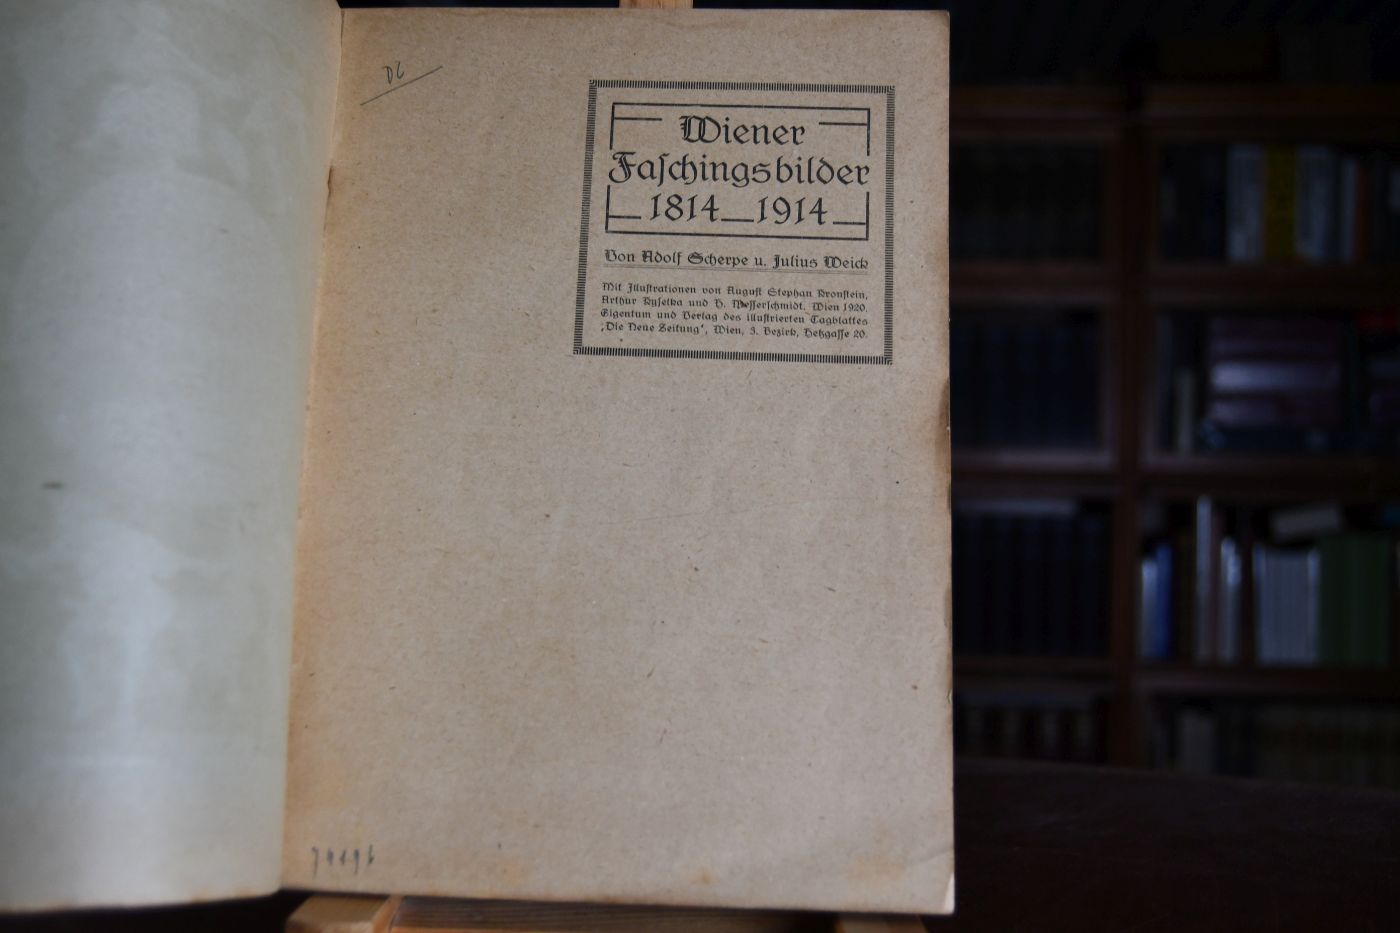 Wiener
Faſchingsbilder
1814—1914
Von Adolf Scherpe u. Julius Weick
Mit Illuſtrationen von Auguſt Stephan Kronſtein,
Arthur Kyſelka und H. Meſſerſchmidt. Wien 1920.
Eigentum und Verlag des illuſtrierten Tagblattes
„Die Neue Zeitung“, Wien, 3. Bezirk, Hetzgaſſe 20.